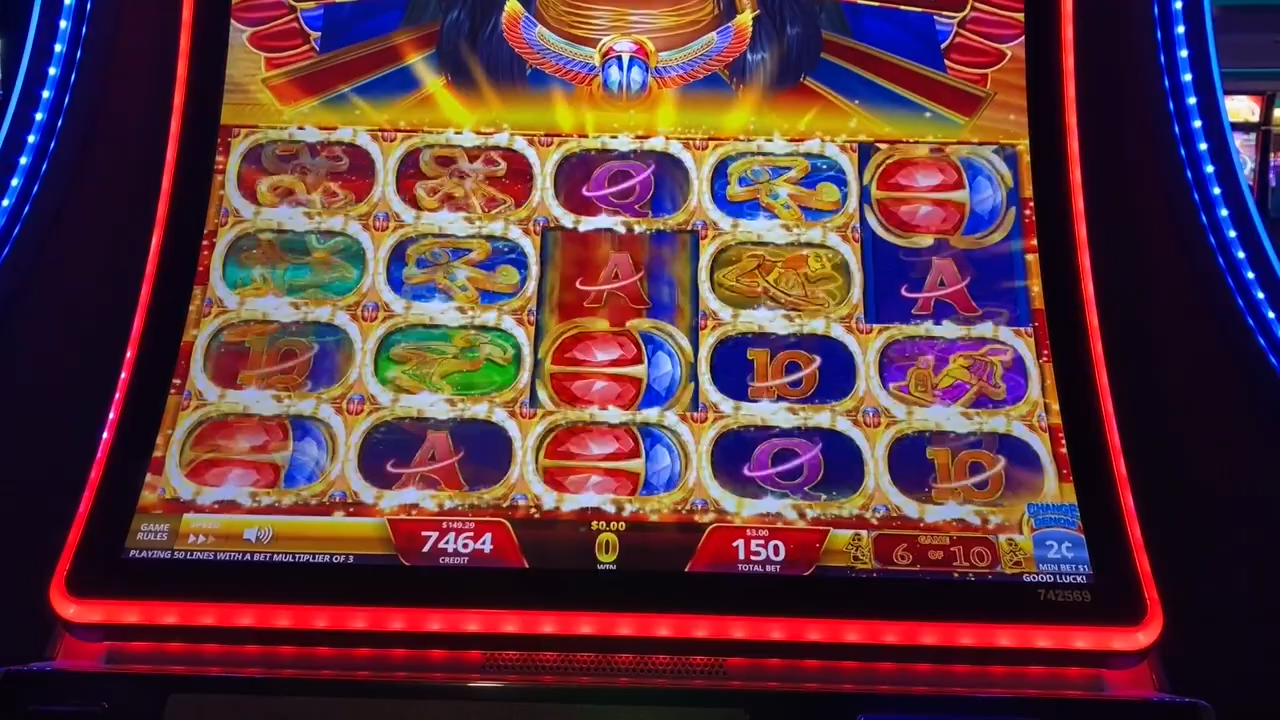 Q
A
A
10
10
A
Q
10
GAME RULES
SPEED
PLAYING 50 LINES WITH A BET MULTIPLIER OF 3
$149.29
7464
CREDIT
$0.00
0
WIN
$3.00
150
TOTAL BET
GAME
6 OF 10
CHANGE DENOM
2¢
MIN BET $1
GOOD LUCK!
742569